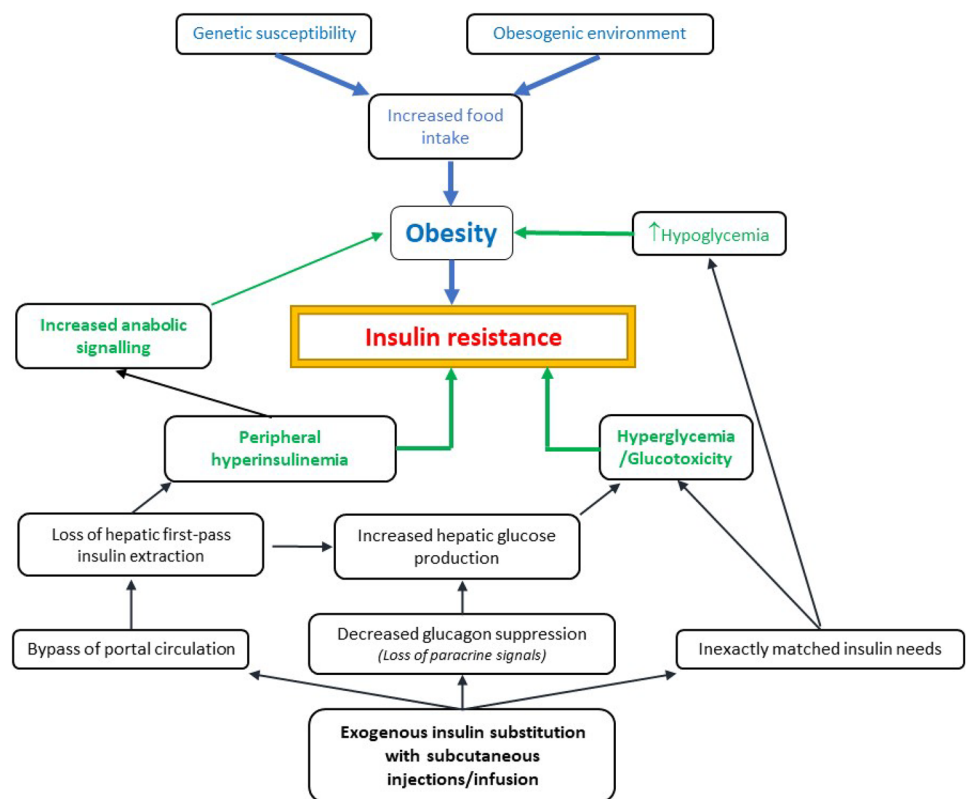 Genetic susceptibility
Obesogenic environment
Increased food
intake
Obesity
↑Hypoglycemia
Increased anabolic
signalling
Insulin resistance
Peripheral
hyperinsulinemia
Hyperglycemia
/Glucotoxicity
Loss of hepatic first-pass
insulin extraction
Increased hepatic glucose
production
Bypass of portal circulation
Decreased glucagon suppression
(Loss of paracrine signals)
Inexactly matched insulin needs
Exogenous insulin substitution
with subcutaneous
injections/infusion